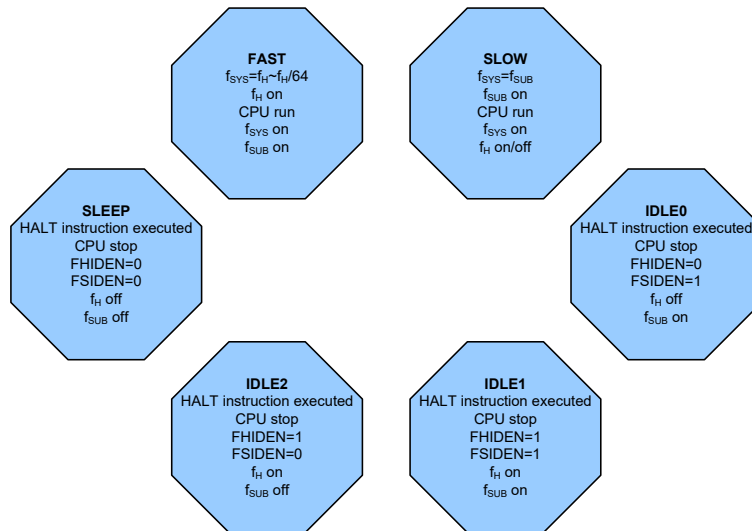 FAST
fSYS=fH~fH/64
fH on
CPU run
fSYS on
fSUB on
SLOW
fSYS=fSUB
fSUB on
CPU run
fSYS on
fH on/off
SLEEP
HALT instruction executed
CPU stop
FHIDEN=0
FSIDEN=0
fH off
fSUB off
IDLE0
HALT instruction executed
CPU stop
FHIDEN=0
FSIDEN=1
fH off
fSUB on
IDLE2
HALT instruction executed
CPU stop
FHIDEN=1
FSIDEN=0
fH on
fSUB off
IDLE1
HALT instruction executed
CPU stop
FHIDEN=1
FSIDEN=1
fH on
fSUB on